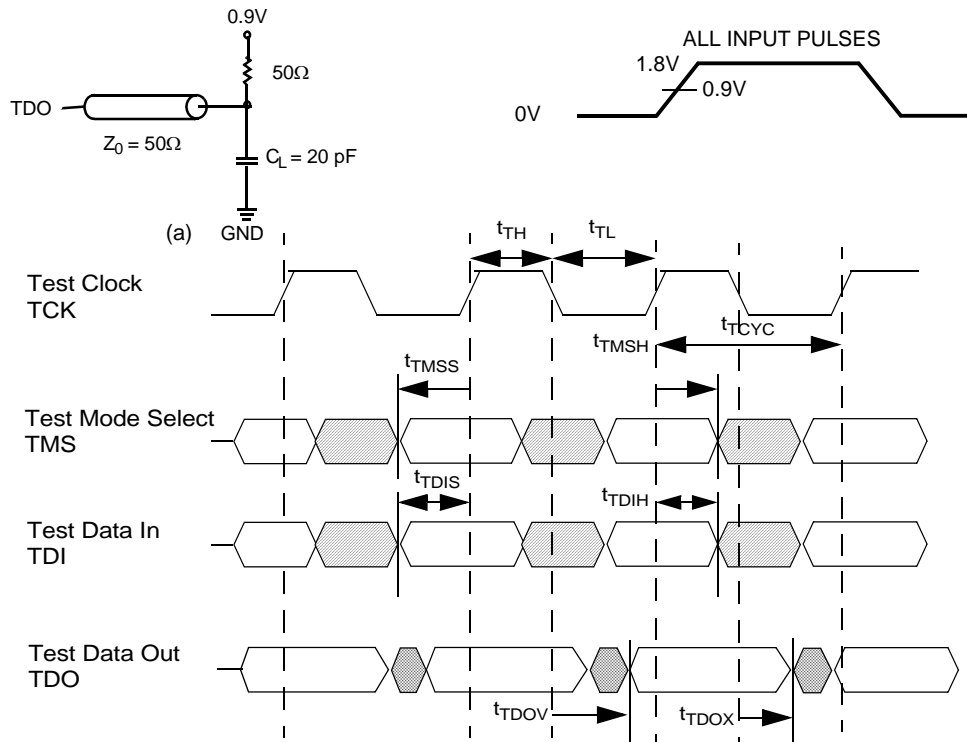 0.9V
50Ω
TDO
Z0 = 50Ω
CL = 20 pF
(a)
GND
ALL INPUT PULSES
1.8V
0.9V
0V
tTH
tTL
Test Clock
TCK
tTCYC
tTMSH
tTMSS
Test Mode Select
TMS
tTDIS
tTDIH
Test Data In
TDI
Test Data Out
TDO
tTDOV
tTDOX